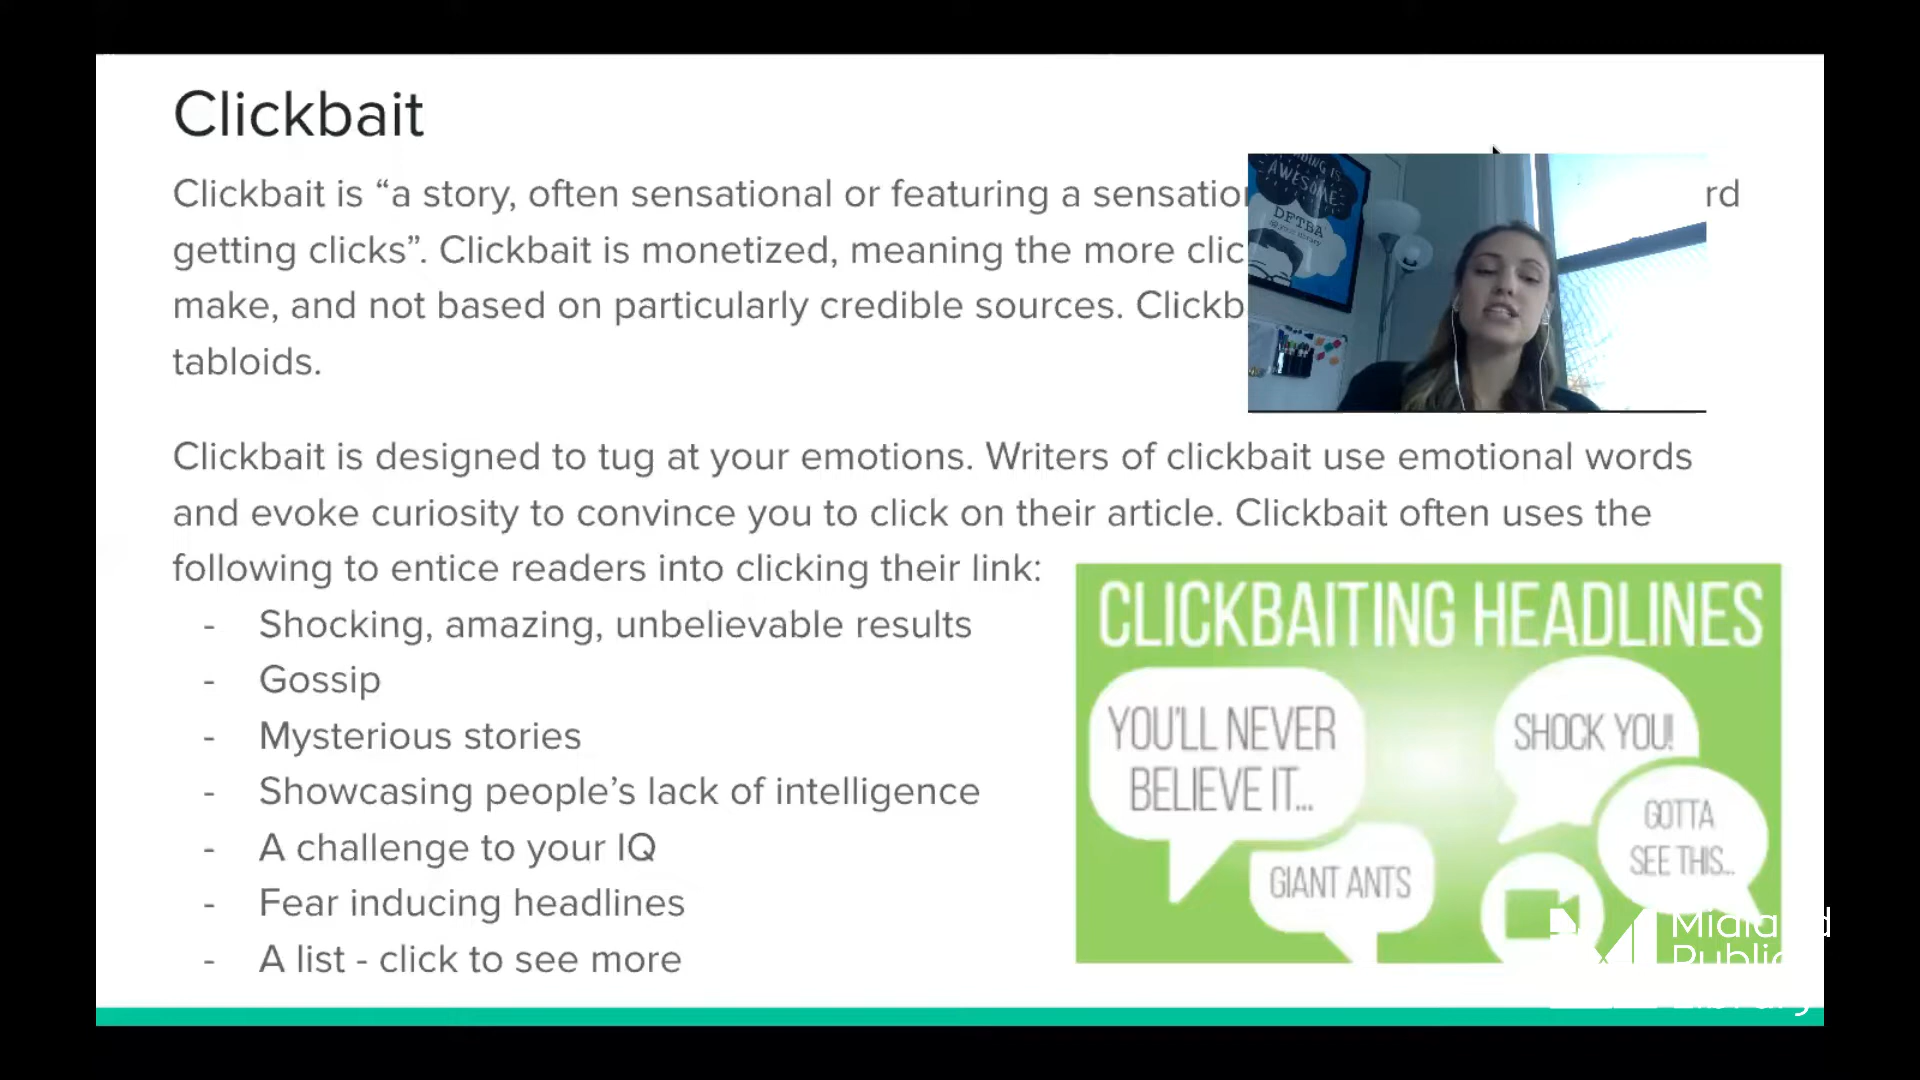 Clickbait
Clickbait is “a story, often sensational or featuring a
getting clicks”. Clickbait is monetized, meaning the more
make, and not based on particularly credible sources.
tabloids.
AWESOME
DFTBA
Clickbait is designed to tug at your emotions. Writers of clickbait use emotional words
and evoke curiosity to convince you to click on their article. Clickbait often uses the
following to entice readers into clicking their link:
- Shocking, amazing, unbelievable results
- Gossip
- Mysterious stories
- Showcasing people’s lack of intelligence
- A challenge to your IQ
- Fear inducing headlines
- A list - click to see more
CLICKBAITING HEADLINES
YOU'LL NEVER
BELIEVE IT...
SHOCK YOU!
GOTTA
SEE THIS...
GIANT ANTS
Midland
Public
Library